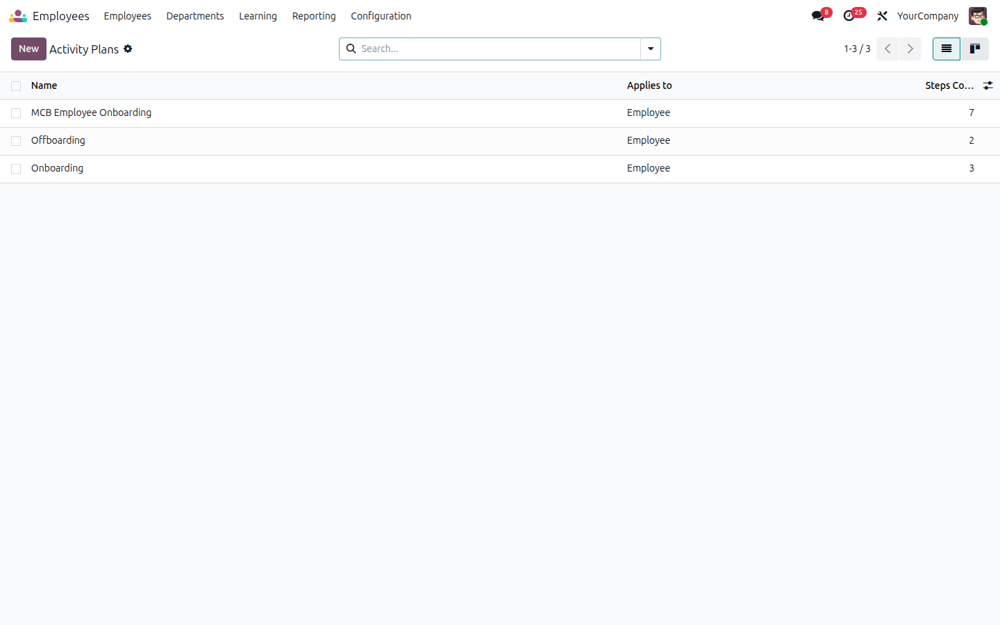 Employees Employees Departments Learning Reporting Configuration 8 25 YourCompany
New Activity Plans Search... 1-3 / 3
Name Applies to Steps Co...
MCB Employee Onboarding Employee 7
Offboarding Employee 2
Onboarding Employee 3